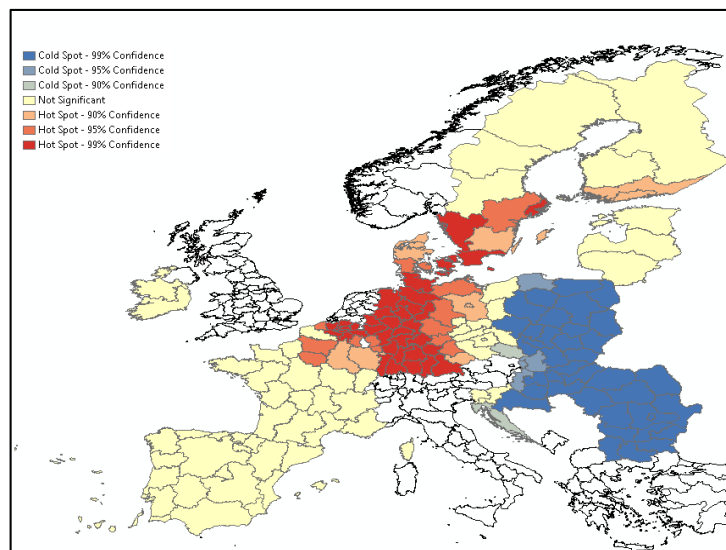 Cold Spot - 99% Confidence
Cold Spot - 95% Confidence
Cold Spot - 90% Confidence
Not Significant
Hot Spot - 90% Confidence
Hot Spot - 95% Confidence
Hot Spot - 99% Confidence